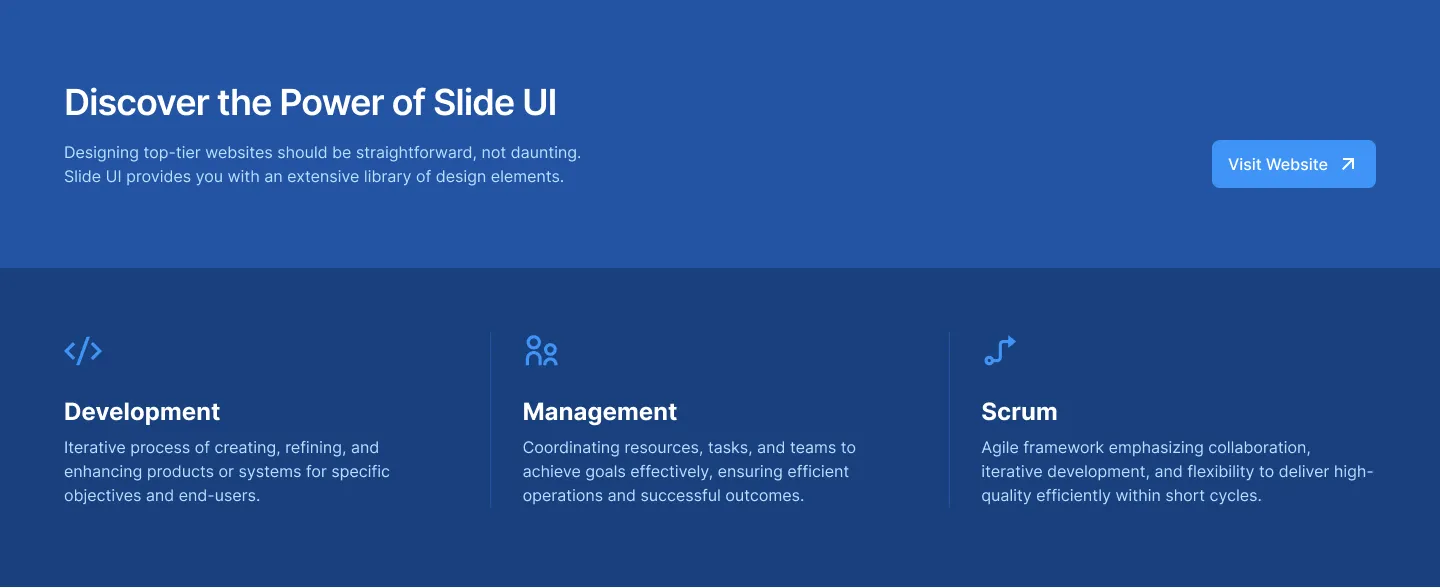 Discover the Power of Slide UI
Designing top-tier websites should be straightforward, not daunting.
Slide UI provides you with an extensive library of design elements.
Visit Website
Development
Iterative process of creating, refining, and
enhancing products or systems for specific
objectives and end-users.
Management
Coordinating resources, tasks, and teams to
achieve goals effectively, ensuring efficient
operations and successful outcomes.
Scrum
Agile framework emphasizing collaboration,
iterative development, and flexibility to deliver high-
quality efficiently within short cycles.